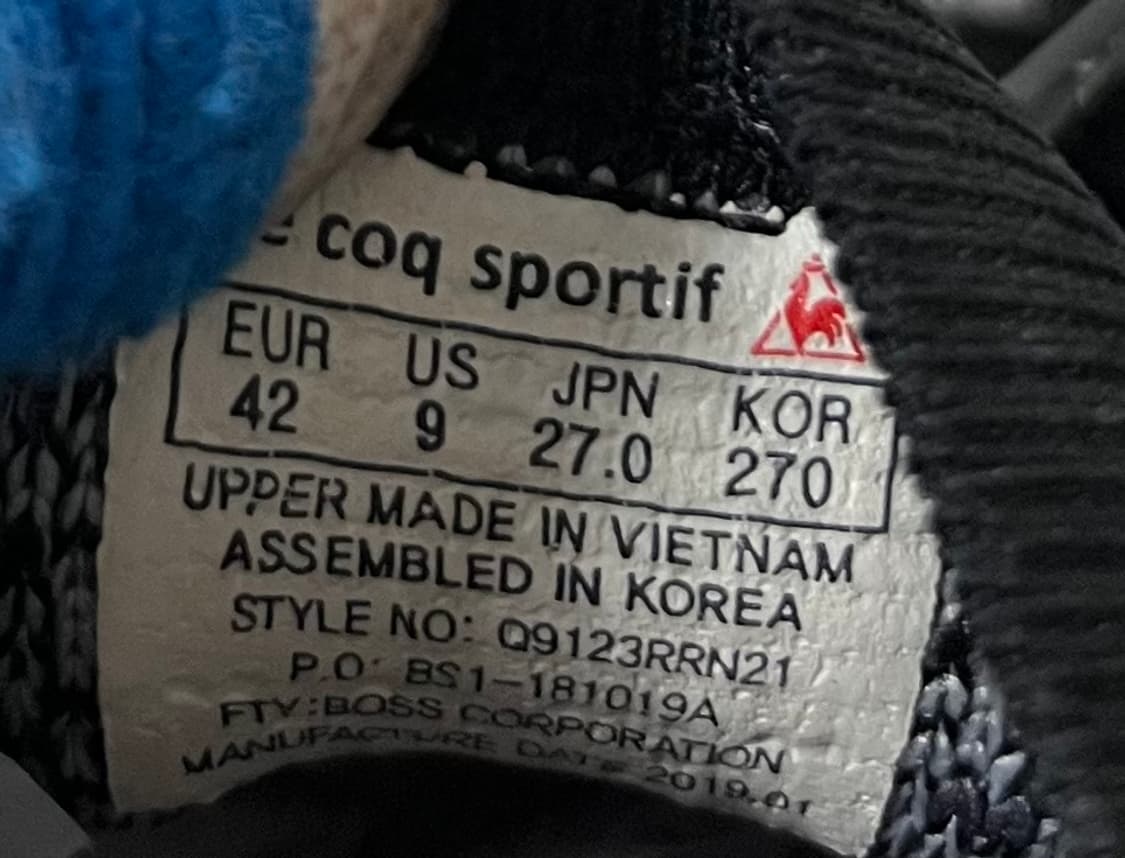 coq sportif
EUR US JPN KOR
42 9 27.0 270
UPPER MADE IN VIETNAM
ASSEMBLED IN KOREA
STYLE NO: Q9123RRN21
P.O: BS1-181019A
FTY:BOSS CORPORATION
MANUFACTURE DATE 2019.01